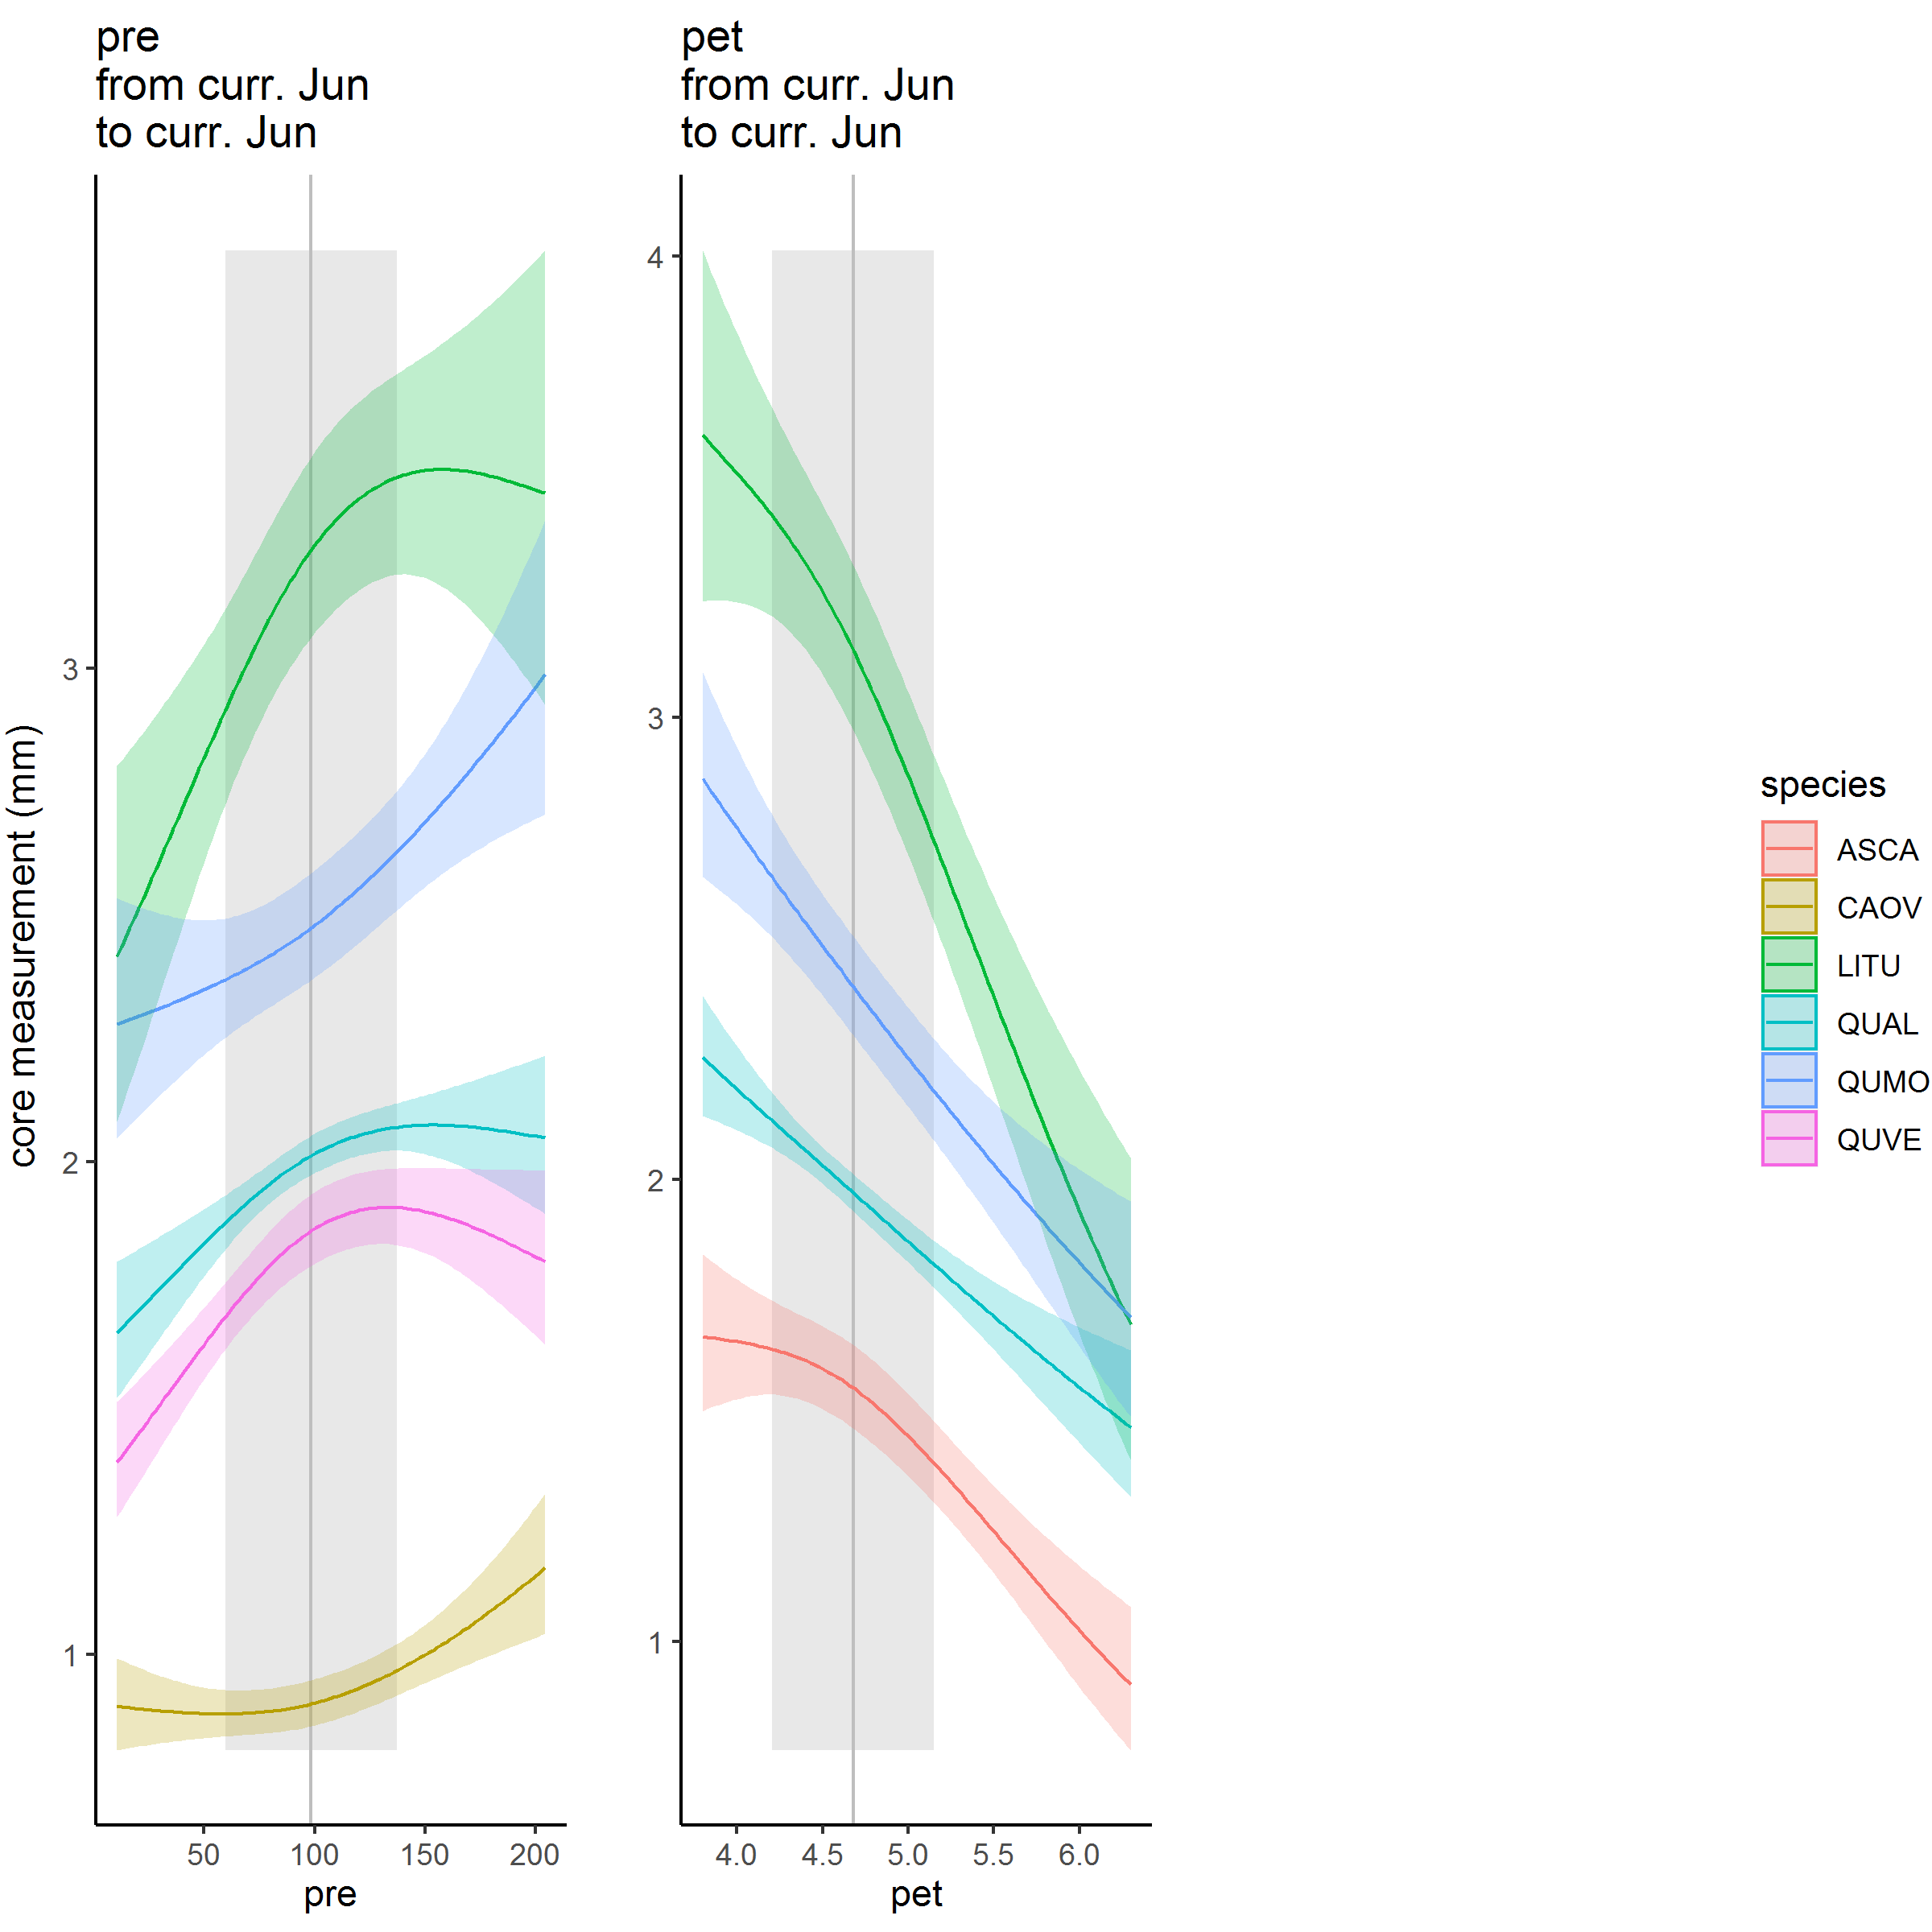 pre
from curr. Jun
to curr. Jun
pet
from curr. Jun
to curr. Jun
core measurement (mm)
3
2
1
50 100 150 200
pre
4
3
2
1
4.0 4.5 5.0 5.5 6.0
pet
species
ASCA
CAOV
LITU
QUAL
QUMO
QUVE